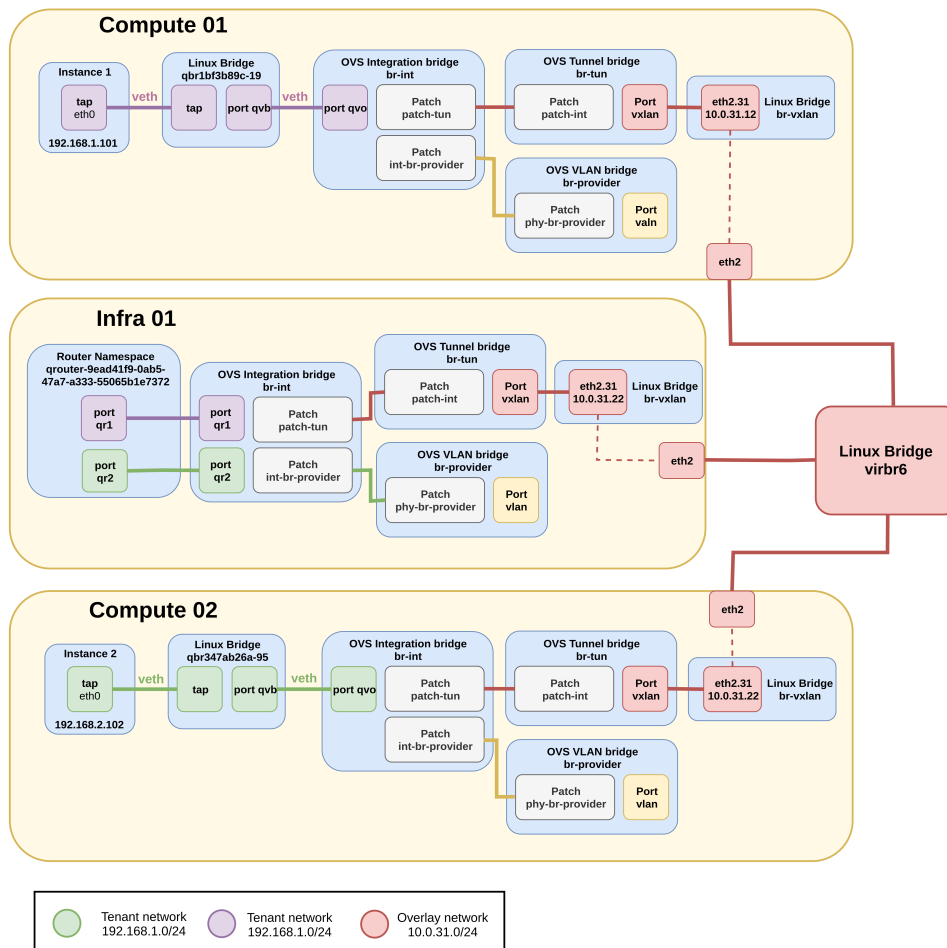 Compute 01
Instance 1
tap
eth0
192.168.1.101
veth
Linux Bridge
qbr1bf3b89c-19
tap
port qvb
veth
OVS Integration bridge
br-int
port qvo
Patch
patch-tun
Patch
int-br-provider
OVS Tunnel bridge
br-tun
Patch
patch-int
Port
vxlan
eth2.31
10.0.31.12
Linux Bridge
br-vxlan
OVS VLAN bridge
br-provider
Patch
phy-br-provider
Port
valn
eth2
Infra 01
Router Namespace
qrouter-9ead41f9-0ab5-
47a7-a333-55065b1e7372
port
qr1
port
qr2
OVS Integration bridge
br-int
port
qr1
port
qr2
Patch
patch-tun
Patch
int-br-provider
OVS Tunnel bridge
br-tun
Patch
patch-int
Port
vxlan
eth2.31
10.0.31.22
Linux Bridge
br-vxlan
OVS VLAN bridge
br-provider
Patch
phy-br-provider
Port
vlan
eth2
Linux Bridge
virbr6
Compute 02
Instance 2
tap
eth0
192.168.2.102
veth
Linux Bridge
qbr347ab26a-95
tap
port qvb
veth
OVS Integration bridge
br-int
port qvo
Patch
patch-tun
Patch
int-br-provider
OVS Tunnel bridge
br-tun
Patch
patch-int
Port
vxlan
eth2
eth2.31
10.0.31.22
Linux Bridge
br-vxlan
OVS VLAN bridge
br-provider
Patch
phy-br-provider
Port
vlan
Tenant network
192.168.1.0/24
Tenant network
192.168.1.0/24
Overlay network
10.0.31.0/24